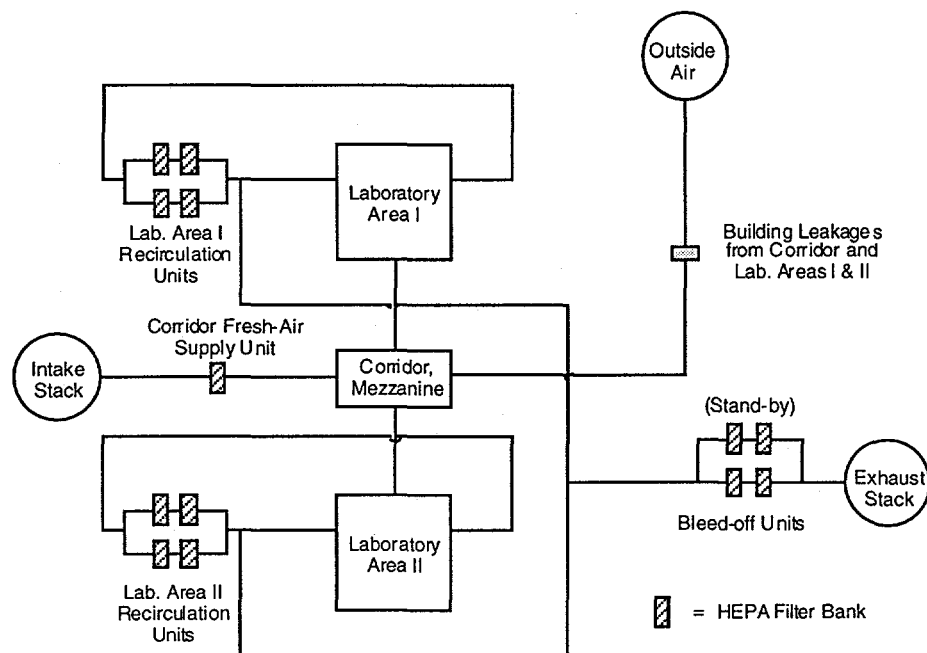 Outside
Air
Laboratory
Area I
Lab. Area I
Recirculation
Units
Building Leakages
from Corridor and
Lab. Areas I & II
Corridor Fresh-Air
Supply Unit
Intake
Stack
Corridor,
Mezzanine
(Stand-by)
Exhaust
Stack
Bleed-off Units
Laboratory
Area II
Lab. Area II
Recirculation
Units
= HEPA Filter Bank